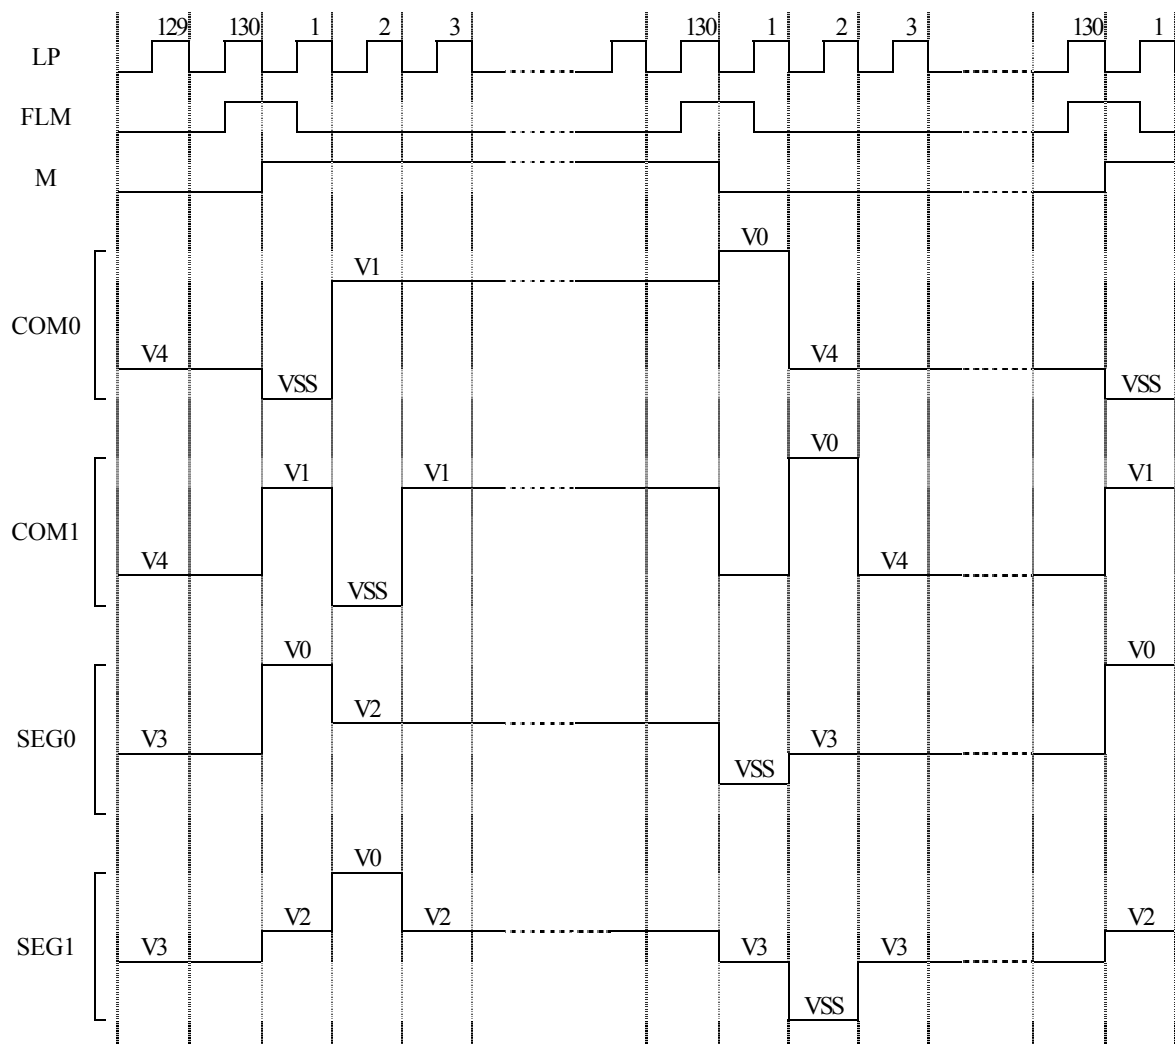 129 130 1 2 3 130 1 2 3 130 1
LP
FLM
M
V0
V1
COM0
V4 V4
VSS VSS
V0
V1 V1 V1
COM1
V4 V4
VSS
V0 V0
V2
SEG0 V3 V3
VSS
V0
V2 V2 V2
SEG1 V3 V3 V3
VSS